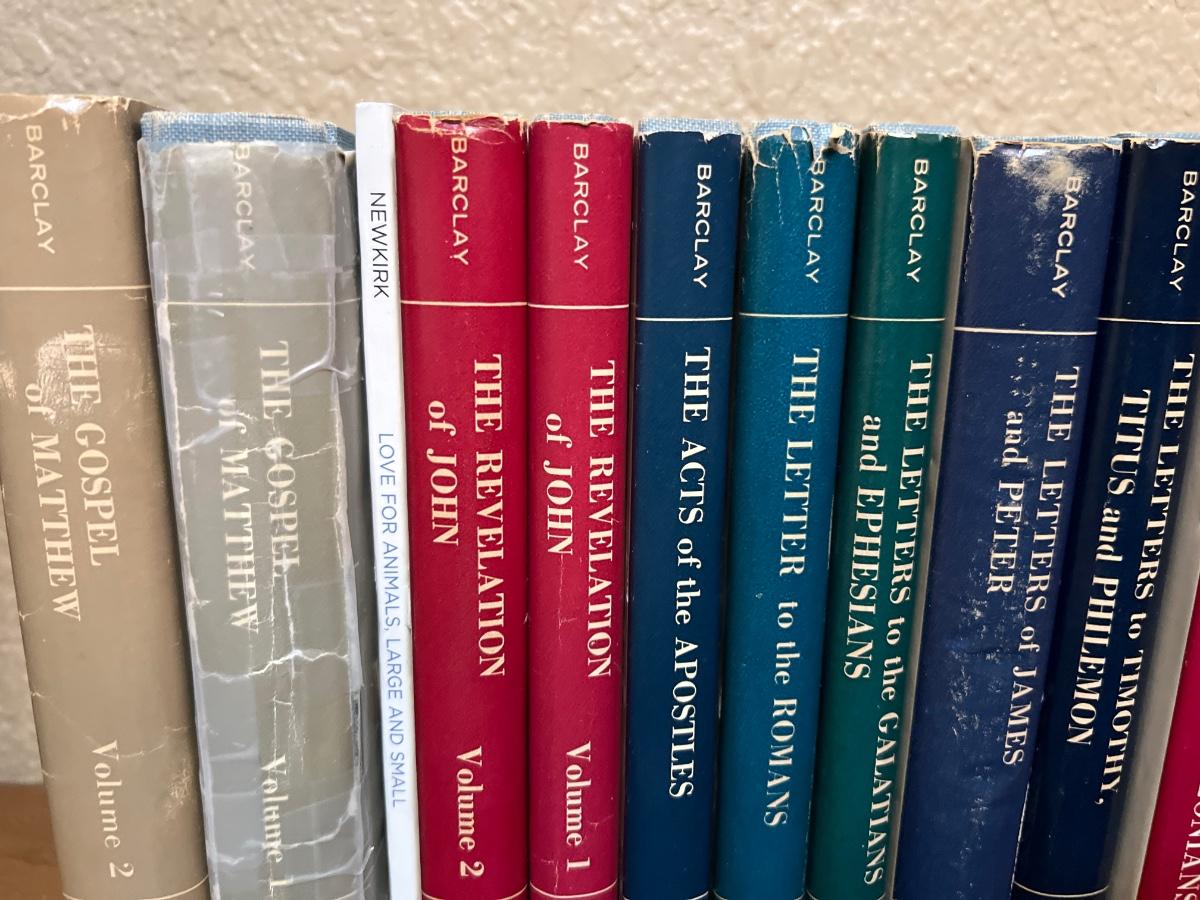 BARCLAY
THE GOSPEL
of MATTHEW
Volume 2
BARCLAY
THE GOSPEL
of MATTHEW
Volume 1
NEWKIRK
LOVE FOR ANIMALS, LARGE AND SMALL
BARCLAY
THE REVELATION
of JOHN
Volume 2
BARCLAY
THE REVELATION
of JOHN
Volume 1
BARCLAY
THE ACTS of the APOSTLES
BARCLAY
THE LETTER to the ROMANS
BARCLAY
THE LETTERS to the GALATIANS
and EPHESIANS
BARCLAY
THE LETTERS of JAMES
and PETER
BARCLAY
THE LETTERS to TIMOTHY,
TITUS and PHILEMON